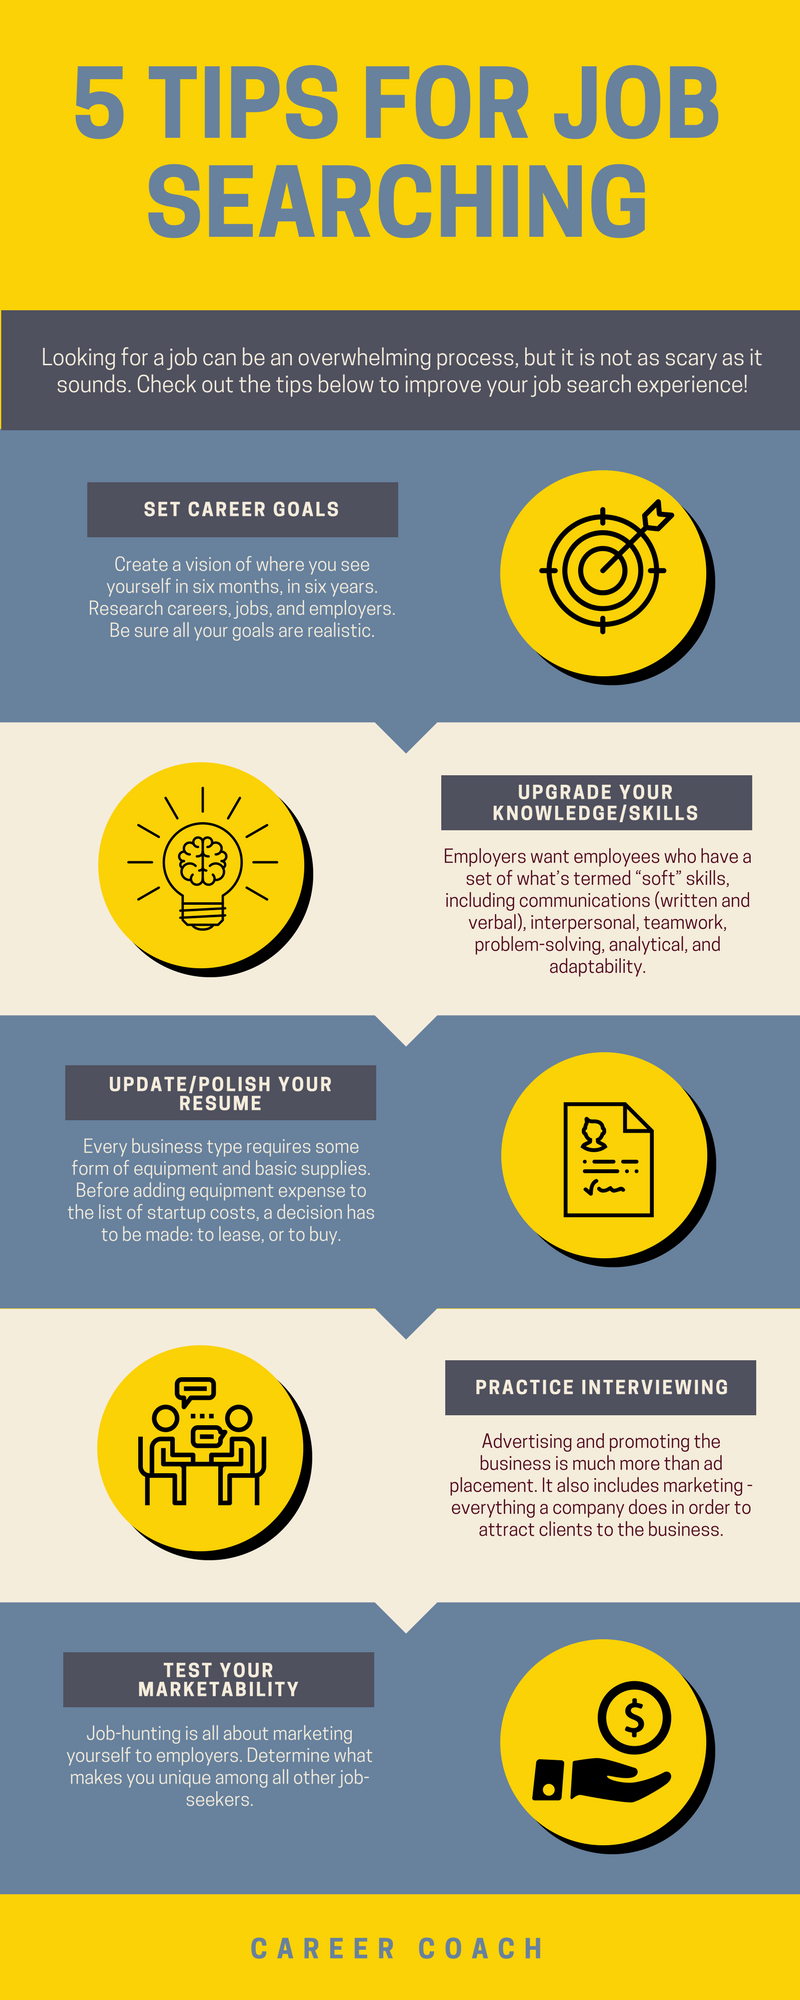 5 TIPS FOR JOB
SEARCHING
Looking for a job can be an overwhelming process, but it is not as scary as it
sounds. Check out the tips below to improve your job search experience!
SET CAREER GOALS
Create a vision of where you see
yourself in six months, in six years.
Research careers, jobs, and employers.
Be sure all your goals are realistic.
UPGRADE YOUR
KNOWLEDGE/SKILLS
Employers want employees who have a
set of what's termed “soft” skills,
including communications (written and
verbal), interpersonal, teamwork,
problem-solving, analytical, and
adaptability.
UPDATE/POLISH YOUR
RESUME
Every business type requires some
form of equipment and basic supplies.
Before adding equipment expense to
the list of startup costs, a decision has
to be made: to lease, or to buy.
PRACTICE INTERVIEWING
Advertising and promoting the
business is much more than ad
placement. It also includes marketing -
everything a company does in order to
attract clients to the business.
TEST YOUR
MARKETABILITY
Job-hunting is all about marketing
yourself to employers. Determine what
makes you unique among all other job-
seekers.
$
CAREER COACH